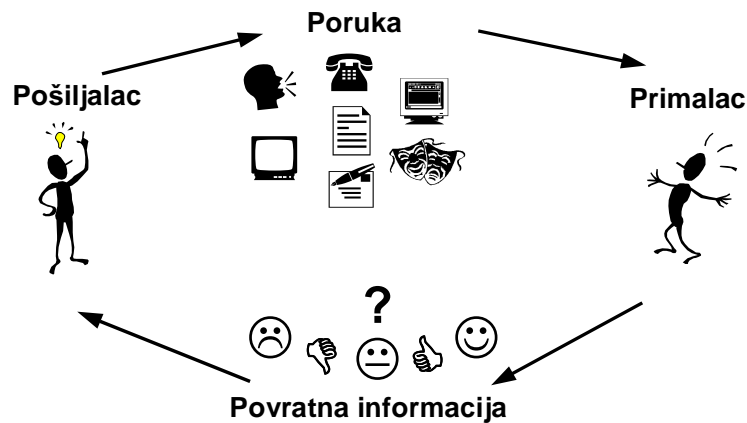 Poruka
Pošiljalac
Primalac
?
Povratna informacija